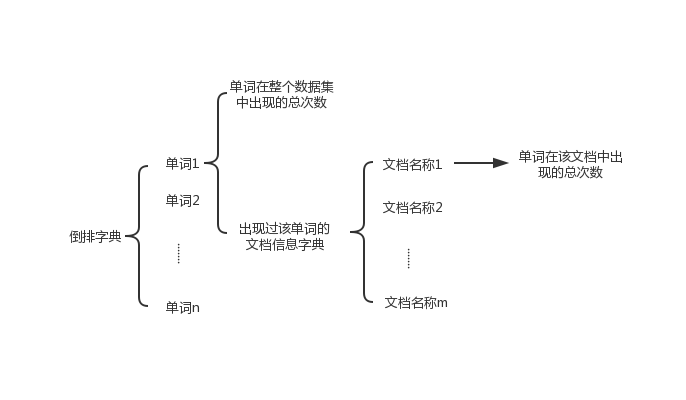 单词在整个数据集
中出现的总次数
单词1
文档名称1
单词在该文档中出
现的总次数
单词2
文档名称2
倒排字典
出现过该单词的
文档信息字典
单词n
文档名称m